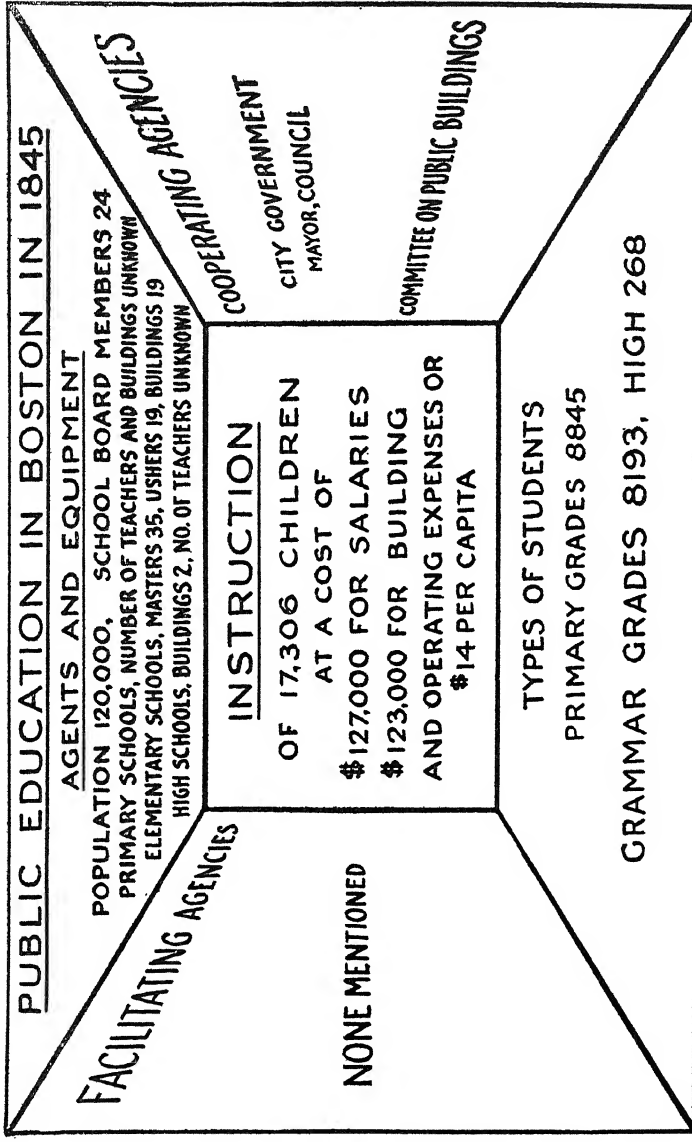 PUBLIC EDUCATION IN BOSTON IN 1845
AGENTS AND EQUIPMENT
POPULATION 120,000, SCHOOL BOARD MEMBERS 24
PRIMARY SCHOOLS, NUMBER OF TEACHERS AND BUILDINGS UNKNOWN
ELEMENTARY SCHOOLS, MASTERS 35, USHERS 19, BUILDINGS 19
HIGH SCHOOLS, BUILDINGS 2, NO. OF TEACHERS UNKNOWN
FACILITATING AGENCIES
NONE MENTIONED
INSTRUCTION
OF 17,306 CHILDREN
AT A COST OF
$127,000 FOR SALARIES
$123,000 FOR BUILDING
AND OPERATING EXPENSES OR
$14 PER CAPITA
COOPERATING AGENCIES
CITY GOVERNMENT
MAYOR, COUNCIL
COMMITTEE ON PUBLIC BUILDINGS
TYPES OF STUDENTS
PRIMARY GRADES 8845
GRAMMAR GRADES 8193, HIGH 268